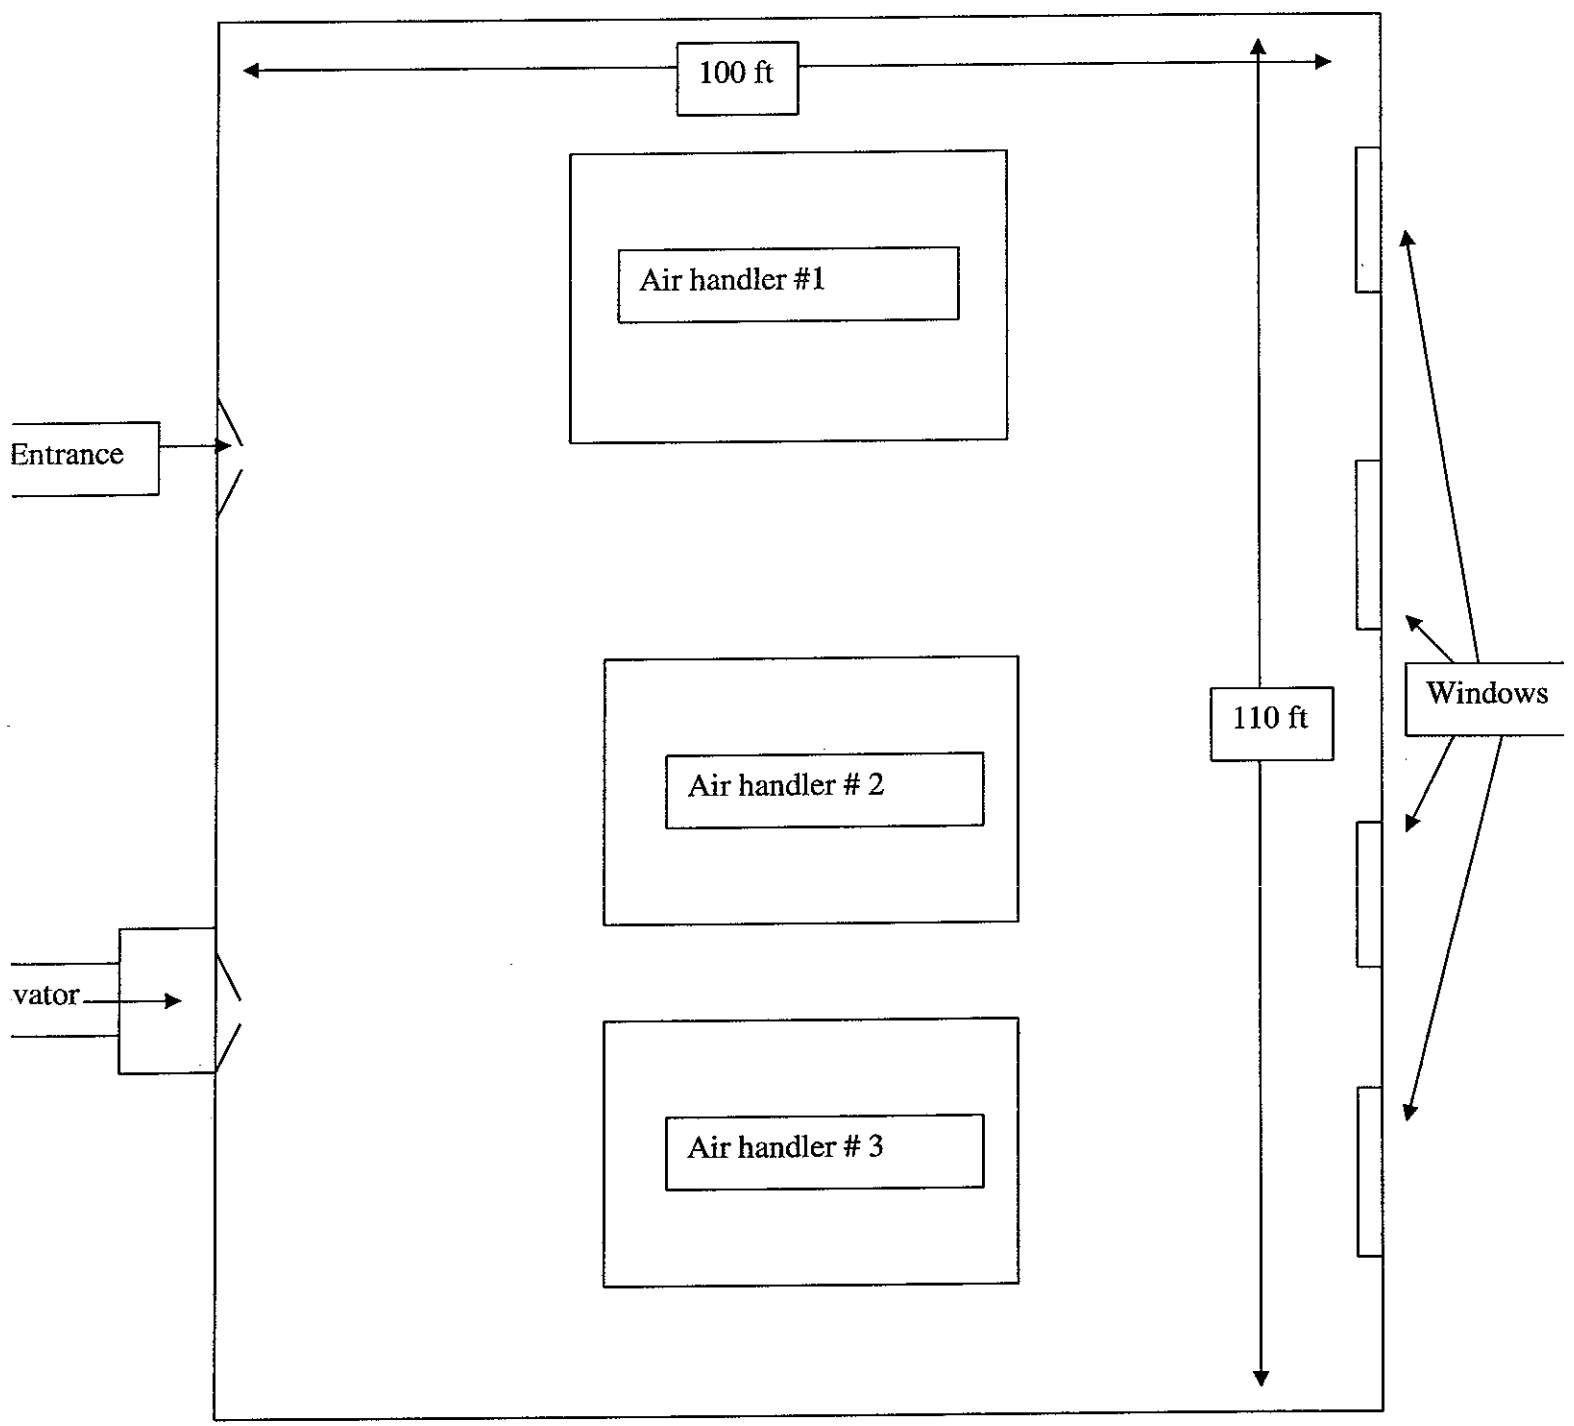 100 ft
Air handler #1
Entrance
Windows
110 ft
Air handler # 2
vator
Air handler # 3